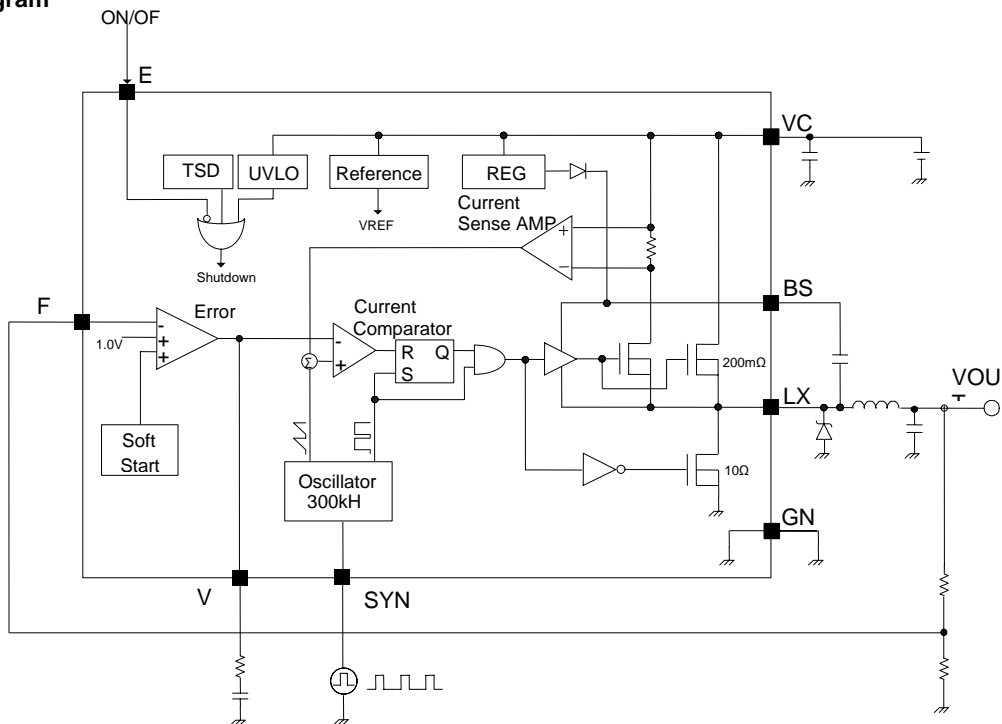 gram
ON/OF
E
VC
TSD
UVLO
Reference
REG
VREF
Current
Sense AMP
+
−
Shutdown
BS
F
Error
-
+
+
1.0V
Current
Comparator
-
+
Σ
R Q
S
200mΩ
VOU
LX
Soft
Start
Oscillator
300kH
10Ω
GN
V
SYN